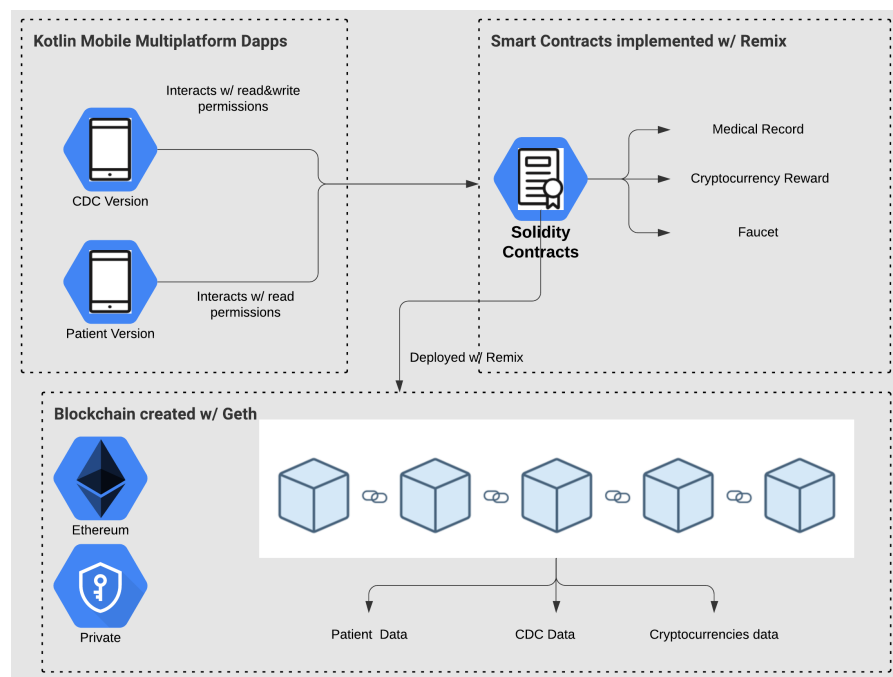 Kotlin Mobile Multiplatform Dapps
Interacts w/ read&write
permissions
CDC Version
Interacts w/ read
permissions
Patient Version
Smart Contracts implemented w/ Remix
Solidity
Contracts
Medical Record
Cryptocurrency Reward
Faucet
Deployed w/ Remix
Blockchain created w/ Geth
Ethereum
Private
Patient  Data
CDC Data
Cryptocurrencies data